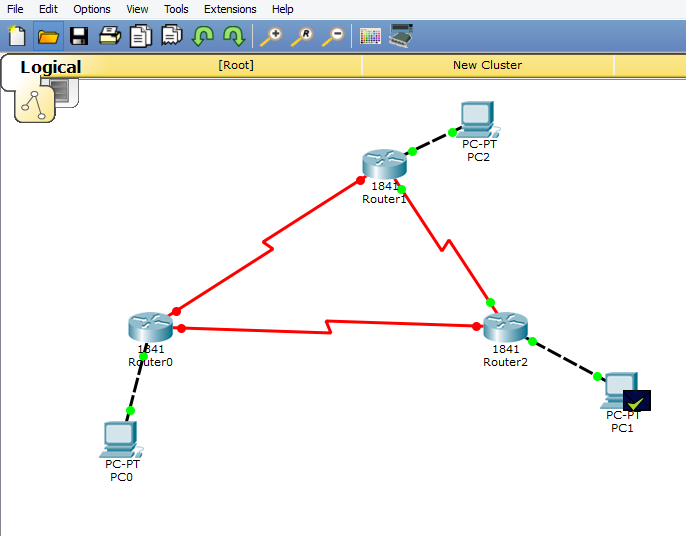 File Edit Options View Tools Extensions Help
R
Logical [Root] New Cluster
PC-PT
PC2
1841
Router1
1841
Router0
1841
Router2
PC-PT
PC1
PC-PT
PC0